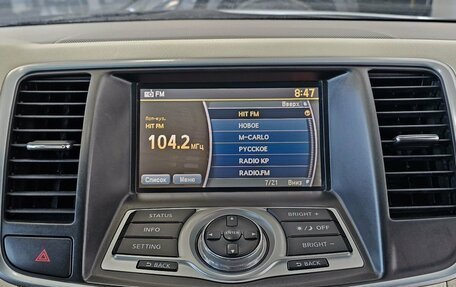 FM
8:47
Вверх
Поп-муз.
HIT FM
104.2 МГц
HIT FM
НОВОЕ
M-CARLO
РУССКОЕ
RADIO KP
RADIO.FM
Список
Меню
7/21
Вниз
STATUS
INFO
SETTING
BACK
ENTER
BRIGHT +
OFF
BRIGHT −
BACK